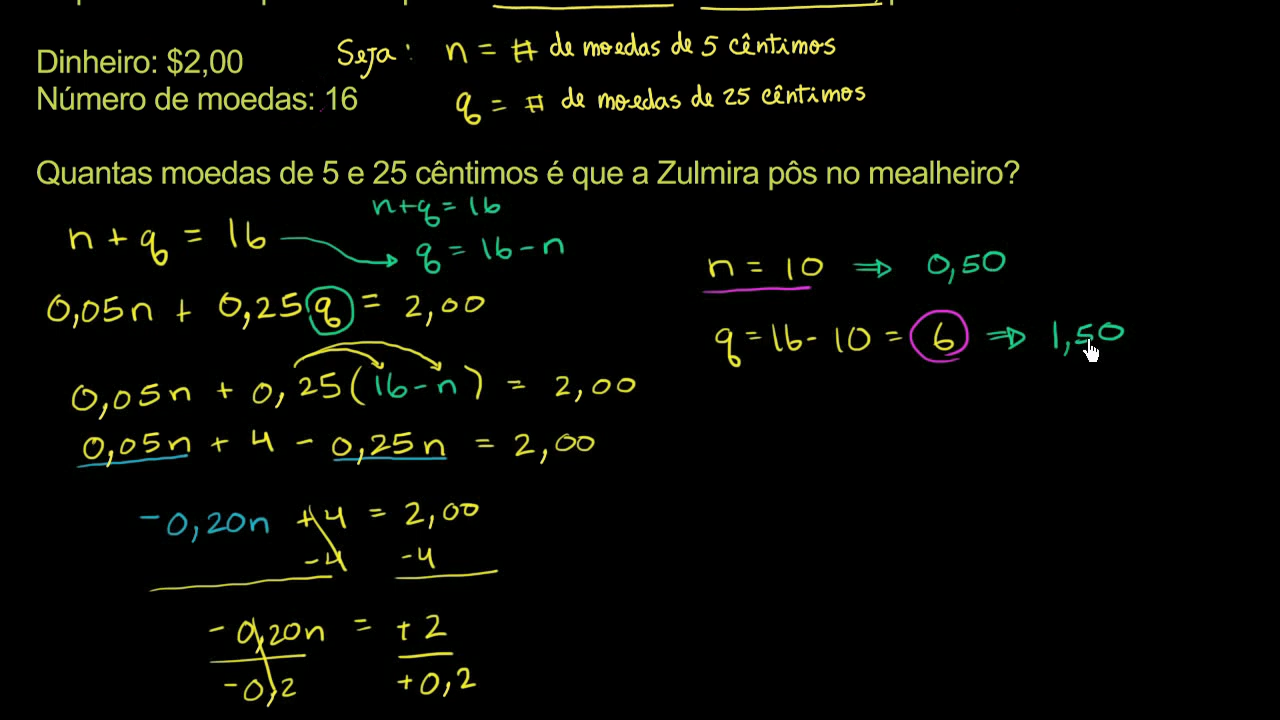 Dinheiro: $2,00
Número de moedas: 16
Seja: n = # de moedas de 5 cêntimos
q = # de moedas de 25 cêntimos
Quantas moedas de 5 e 25 cêntimos é que a Zulmira pôs no mealheiro?
n + q = 16
n+q = 16
q = 16 - n
0,05n + 0,25q = 2,00
0,05n + 0,25(16-n) = 2,00
0,05n + 4 - 0,25n = 2,00
-0,20n +4 = 2,00
-4 -4
-0,20n = +2
-0,2 +0,2
n = 10 ⇒ 0,50
q = 16 - 10 = 6 ⇒ 1,50